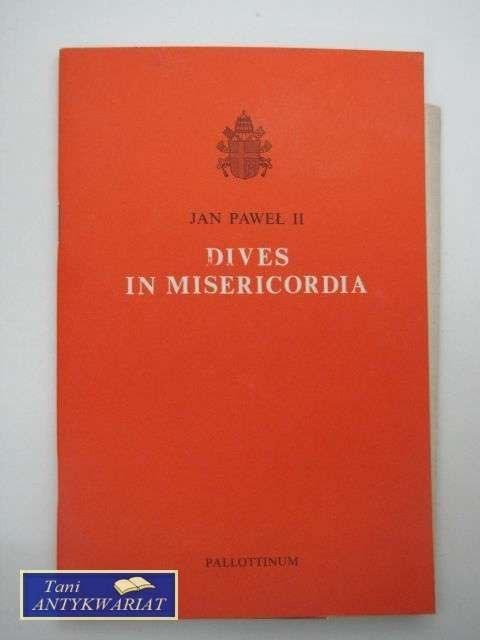 JAN PAWEŁ II
DIVES
IN MISERICORDIA
PALLOTTINUM
Tani
ANTYKWARIAT